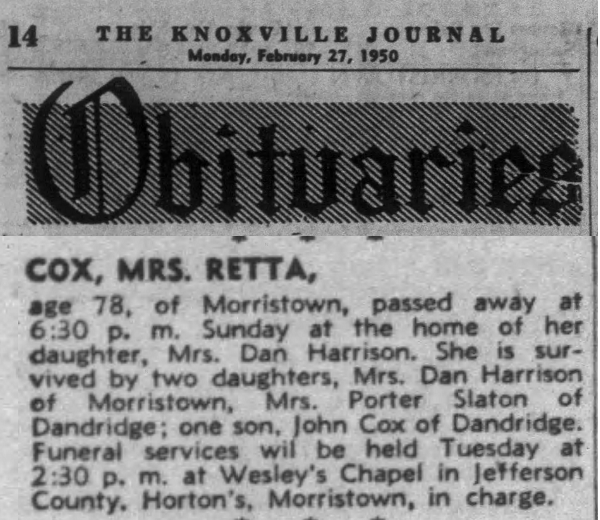 14 THE KNOXVILLE JOURNAL
Monday, February 27, 1950
Obituaries
COX, MRS. RETTA,
age 78, of Morristown, passed away at
6:30 p. m. Sunday at the home of her
daughter, Mrs. Dan Harrison. She is sur-
vived by two daughters, Mrs. Dan Harrison
of Morristown, Mrs. Porter Slaton of
Dandridge; one son, John Cox of Dandridge.
Funeral services wil be held Tuesday at
2:30 p. m. at Wesley's Chapel in Jefferson
County. Horton's, Morristown, in charge.